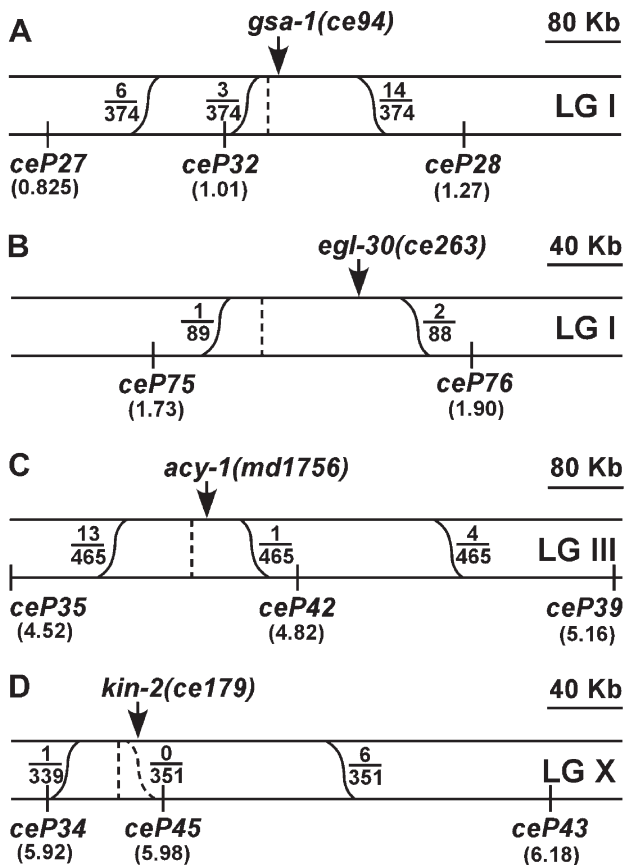 A
gsa-1(ce94)
80 Kb
6/374
3/374
14/374
LG I
ceP27
ceP32
ceP28
(0.825)
(1.01)
(1.27)
B
egl-30(ce263)
40 Kb
1/89
2/88
LG I
ceP75
ceP76
(1.73)
(1.90)
C
acy-1(md1756)
80 Kb
13/465
1/465
4/465
LG III
ceP35
ceP42
ceP39
(4.52)
(4.82)
(5.16)
D
kin-2(ce179)
40 Kb
1/339
0/351
6/351
LG X
ceP34
ceP45
ceP43
(5.92)
(5.98)
(6.18)